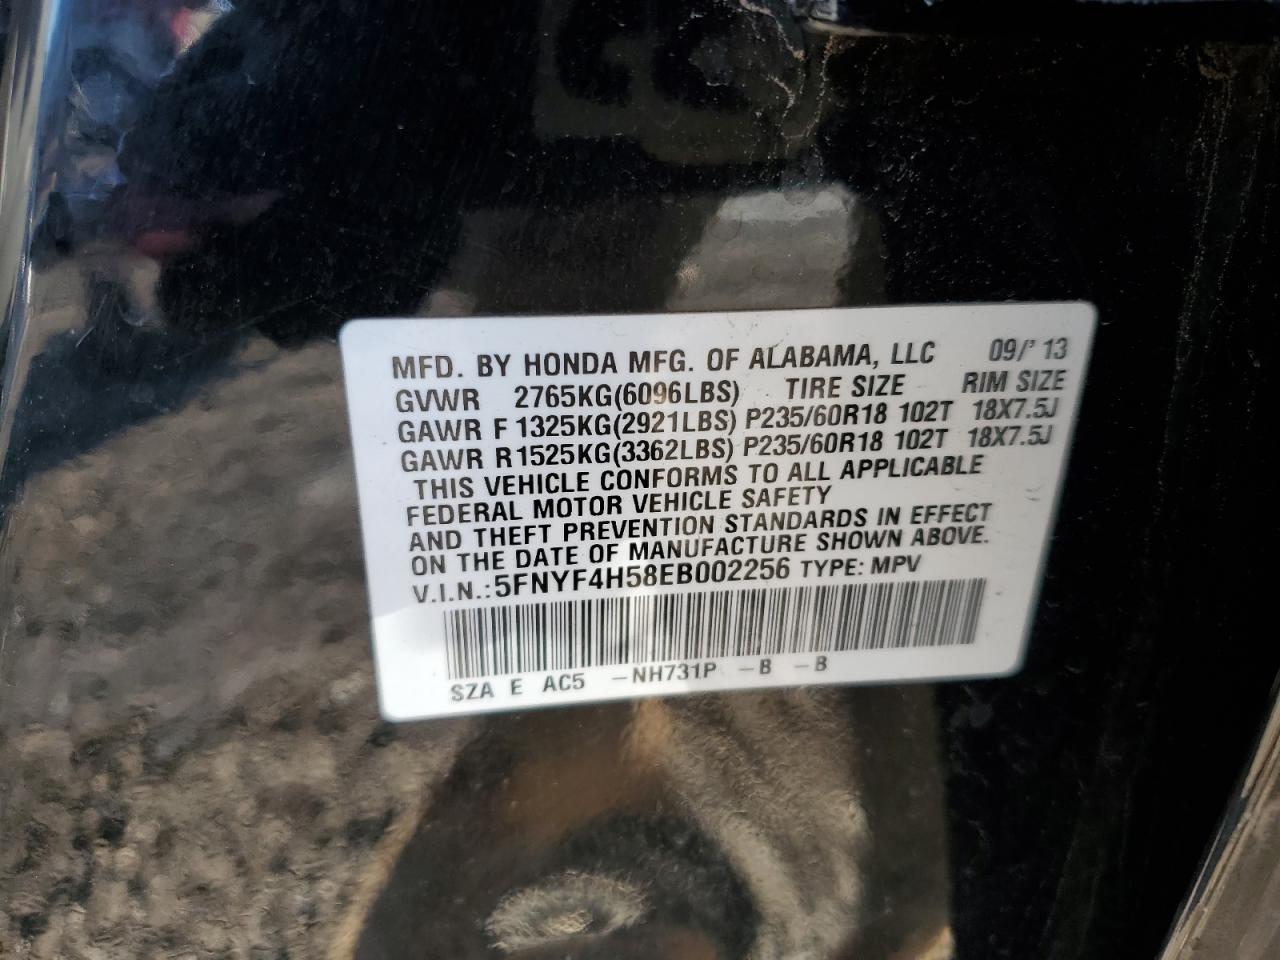 MFD. BY HONDA MFG. OF ALABAMA, LLC 09/' 13
GVWR 2765KG(6096LBS) TIRE SIZE RIM SIZE
GAWR F 1325KG(2921LBS) P235/60R18 102T 18X7.5J
GAWR R1525KG(3362LBS) P235/60R18 102T 18X7.5J
THIS VEHICLE CONFORMS TO ALL APPLICABLE
FEDERAL MOTOR VEHICLE SAFETY
AND THEFT PREVENTION STANDARDS IN EFFECT
ON THE DATE OF MANUFACTURE SHOWN ABOVE.
V.I.N.:5FNYF4H58EB002256 TYPE: MPV
SZA E AC5 -NH731P -B -B